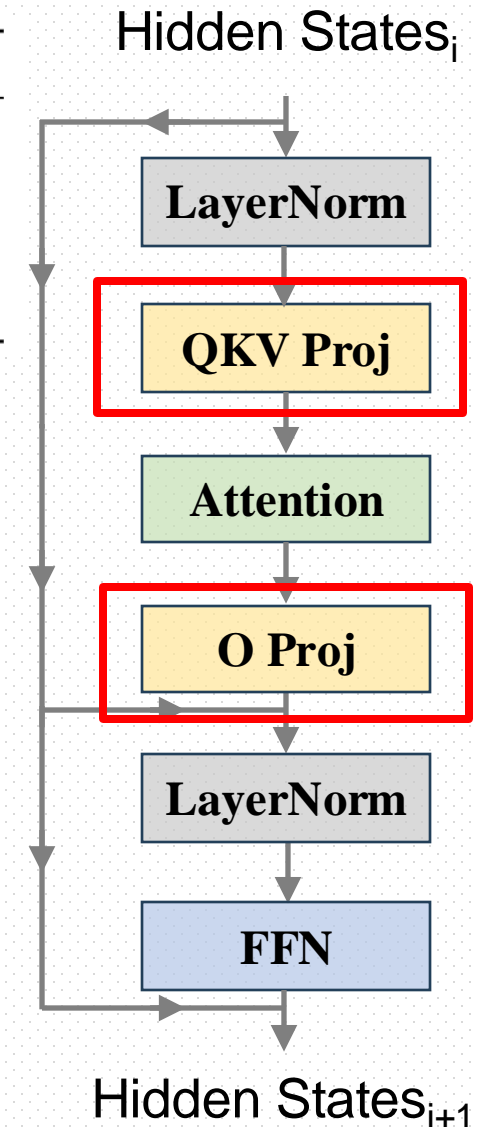 Hidden Statesᵢ
LayerNorm
QKV Proj
Attention
O Proj
LayerNorm
FFN
Hidden Statesᵢ₊₁